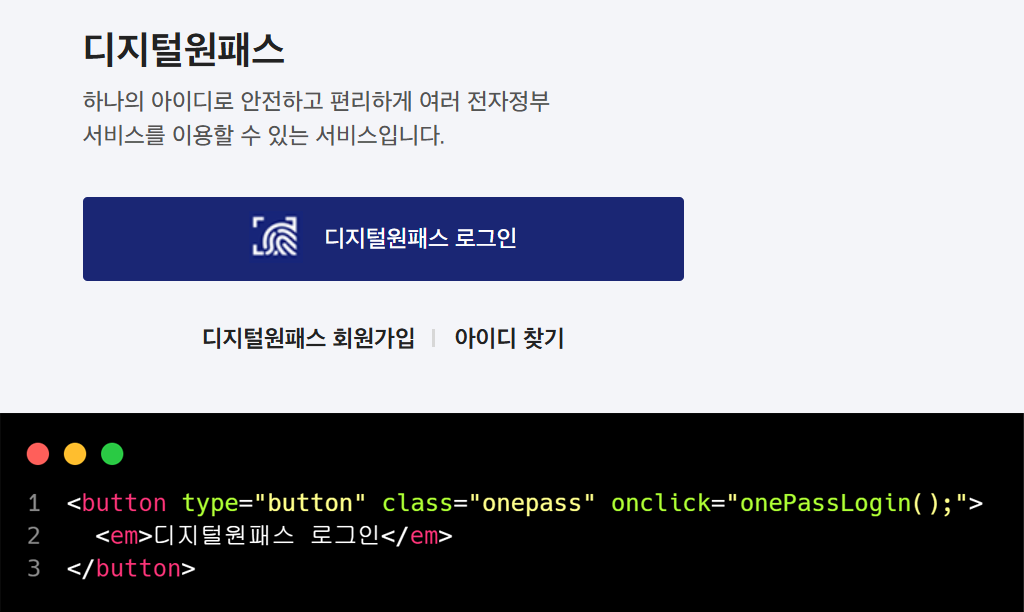 디지털원패스
하나의 아이디로 안전하고 편리하게 여러 전자정부
서비스를 이용할 수 있는 서비스입니다.
디지털원패스 로그인
디지털원패스 회원가입 | 아이디 찾기
1 <button type="button" class="onepass" onclick="onePassLogin();">
2   <em>디지털원패스 로그인</em>
3 </button>